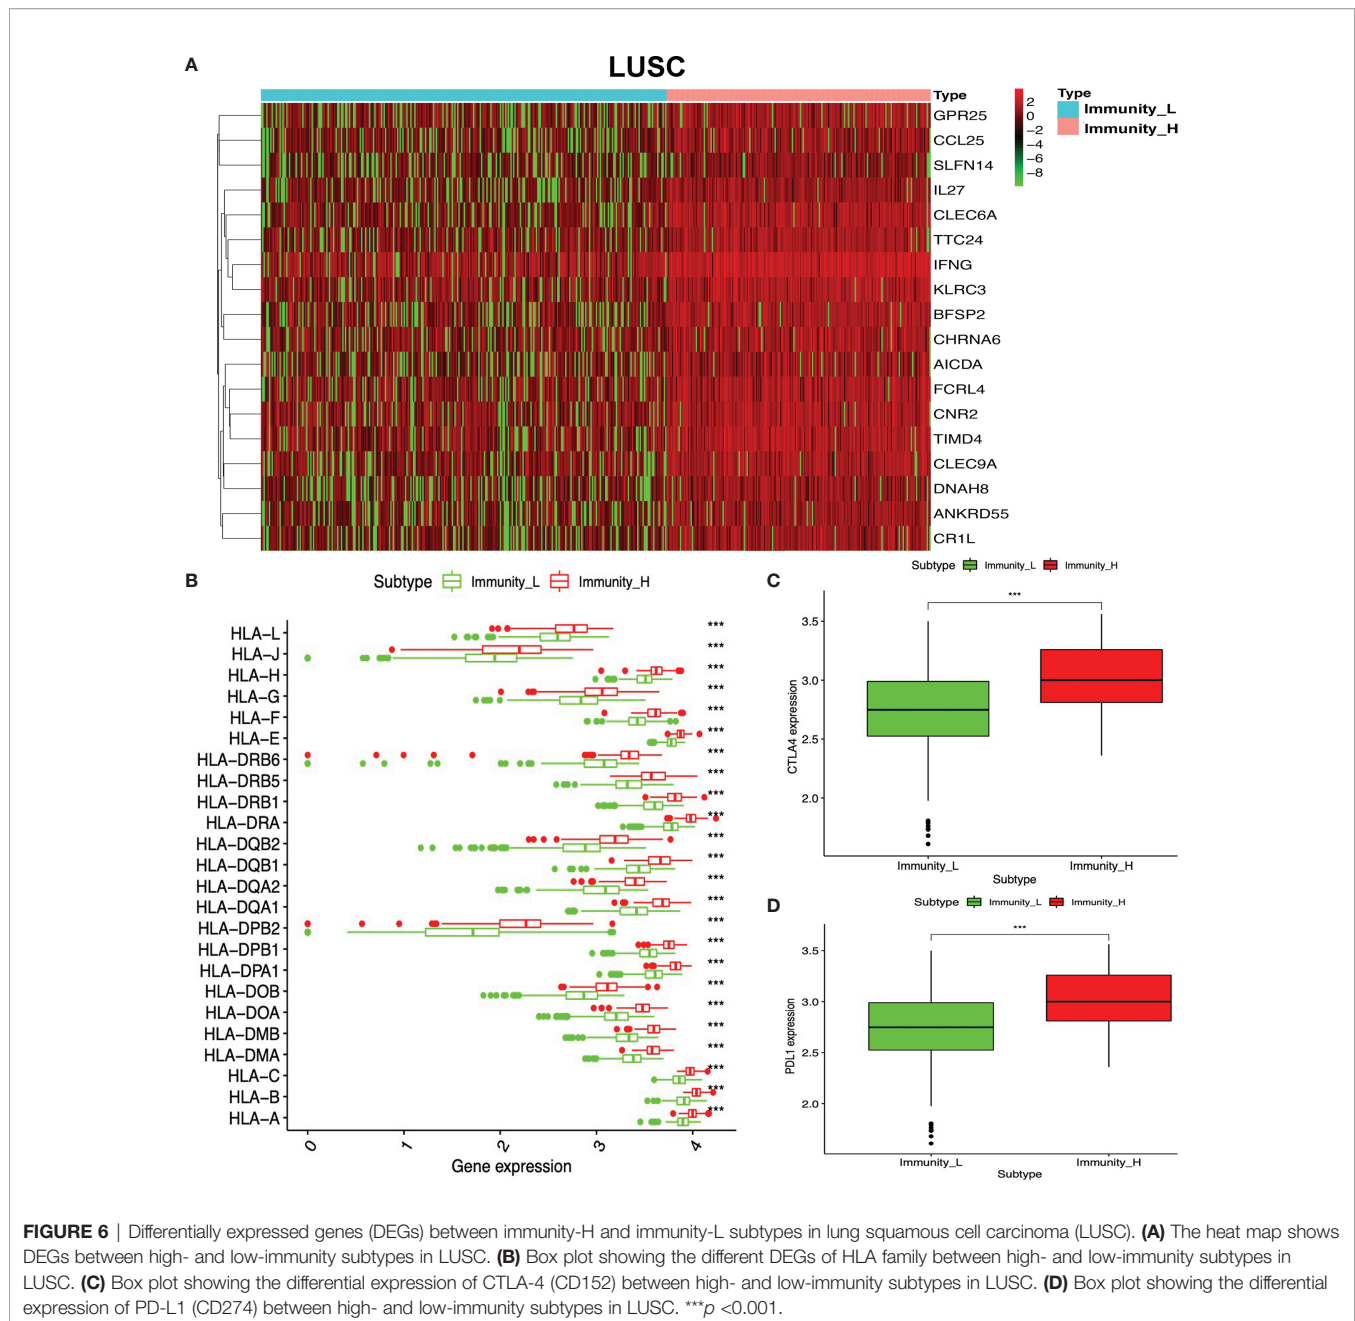 A
LUSC
Type
GPR25
CCL25
SLFN14
IL27
CLEC6A
TTC24
IFNG
KLRC3
BFSP2
CHRNA6
AICDA
FCRL4
CNR2
TIMD4
CLEC9A
DNAH8
ANKRD55
CR1L
2
0
−2
−4
−6
−8
Type
Immunity_L
Immunity_H
B
Subtype Immunity_L Immunity_H
HLA−L ***
HLA−J ***
HLA−H ***
HLA−G ***
HLA−F ***
HLA−E ***
HLA−DRB6 ***
HLA−DRB5 ***
HLA−DRB1 ***
HLA−DRA ***
HLA−DQB2 ***
HLA−DQB1 ***
HLA−DQA2 ***
HLA−DQA1 ***
HLA−DPB2 ***
HLA−DPB1 ***
HLA−DPA1 ***
HLA−DOB ***
HLA−DOA ***
HLA−DMB ***
HLA−DMA ***
HLA−C ***
HLA−B ***
HLA−A ***
0 1 2 3 4
Gene expression
C
Subtype Immunity_L Immunity_H
***
CTLA4 expression
3.5
3.0
2.5
2.0
Immunity_L Immunity_H
Subtype
D
Subtype Immunity_L Immunity_H
***
PDL1 expression
3.5
3.0
2.5
2.0
Immunity_L Immunity_H
Subtype
FIGURE 6 | Differentially expressed genes (DEGs) between immunity-H and immunity-L subtypes in lung squamous cell carcinoma (LUSC). (A) The heat map shows
DEGs between high- and low-immunity subtypes in LUSC. (B) Box plot showing the different DEGs of HLA family between high- and low-immunity subtypes in
LUSC. (C) Box plot showing the differential expression of CTLA-4 (CD152) between high- and low-immunity subtypes in LUSC. (D) Box plot showing the differential
expression of PD-L1 (CD274) between high- and low-immunity subtypes in LUSC. ***p <0.001.